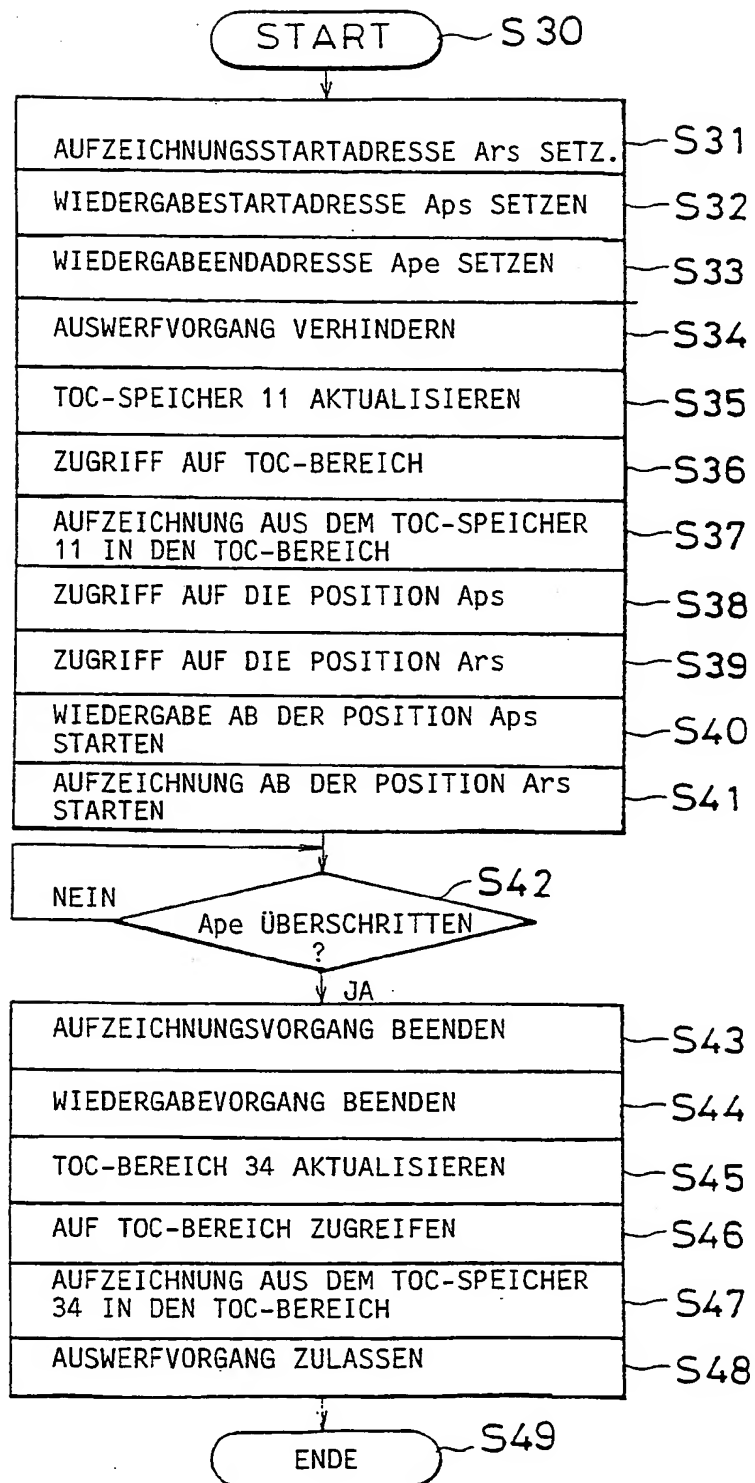 START S30
AUFZEICHNUNGSSTARTADRESSE Ars SETZ. S31
WIEDERGABESTARTADRESSE Aps SETZEN S32
WIEDERGABEENDADRESSE Ape SETZEN S33
AUSWERFVORGANG VERHINDERN S34
TOC-SPEICHER 11 AKTUALISIEREN S35
ZUGRIFF AUF TOC-BEREICH S36
AUFZEICHNUNG AUS DEM TOC-SPEICHER
11 IN DEN TOC-BEREICH S37
ZUGRIFF AUF DIE POSITION Aps S38
ZUGRIFF AUF DIE POSITION Ars S39
WIEDERGABE AB DER POSITION Aps
STARTEN S40
AUFZEICHNUNG AB DER POSITION Ars
STARTEN S41
S42
NEIN
Ape ÜBERSCHRITTEN
?
JA
AUFZEICHNUNGSVORGANG BEENDEN S43
WIEDERGABEVORGANG BEENDEN S44
TOC-BEREICH 34 AKTUALISIEREN S45
AUF TOC-BEREICH ZUGREIFEN S46
AUFZEICHNUNG AUS DEM TOC-SPEICHER
34 IN DEN TOC-BEREICH S47
AUSWERFVORGANG ZULASSEN S48
ENDE S49